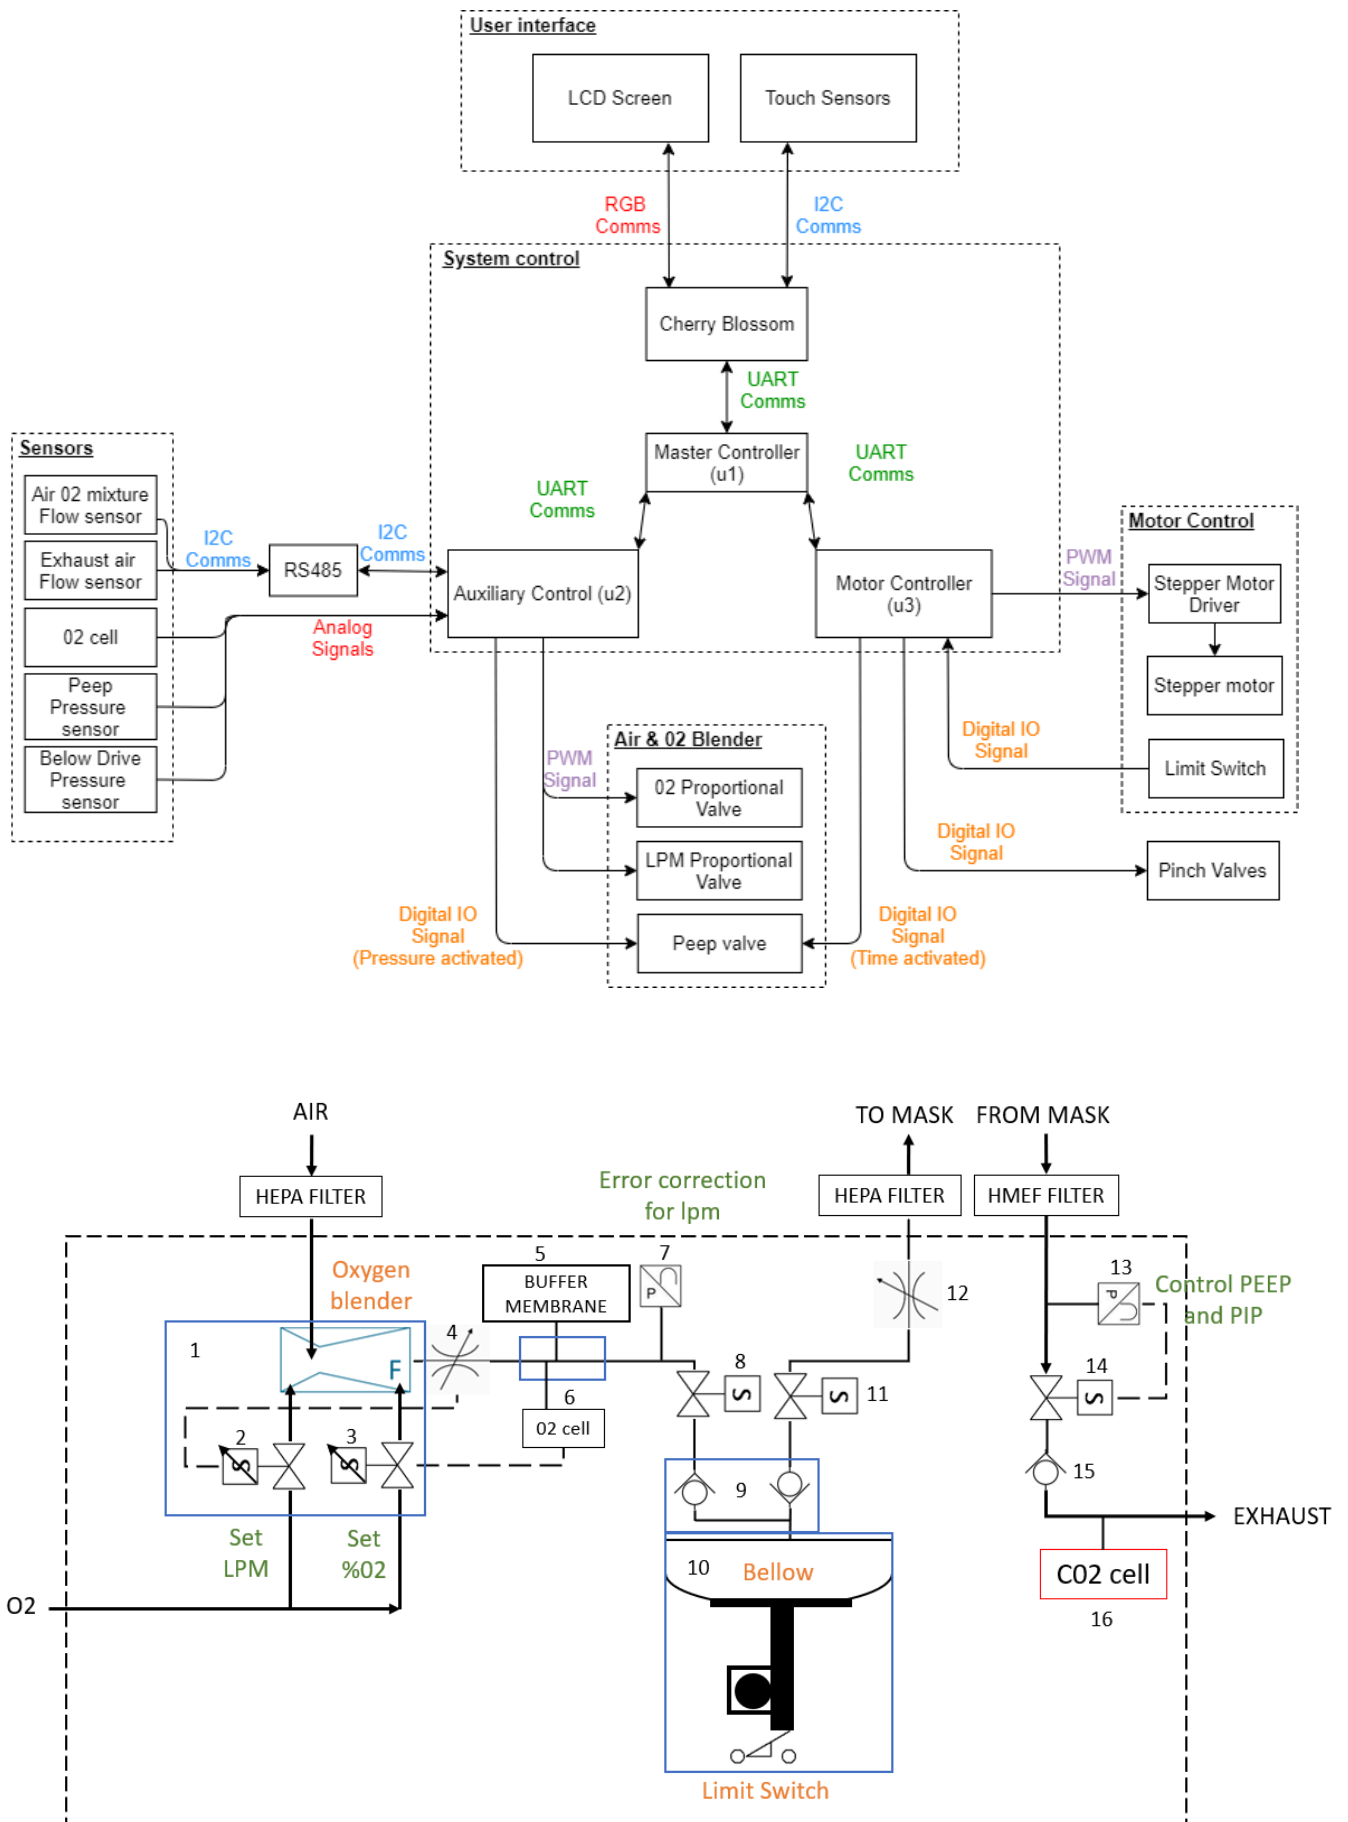 User interface
LCD Screen
Touch Sensors
RGB
Comms
I2C
Comms
System control
Cherry Blossom
UART
Comms
Master Controller
(u1)
UART
Comms
UART
Comms
Sensors
Air 02 mixture
Flow sensor
Exhaust air
Flow sensor
02 cell
Peep
Pressure
sensor
Below Drive
Pressure
sensor
I2C
Comms
RS485
I2C
Comms
Analog
Signals
Auxiliary Control (u2)
Motor Controller
(u3)
PWM
Signal
Motor Control
Stepper Motor
Driver
Stepper motor
Limit Switch
Digital IO
Signal
Digital IO
Signal
Pinch Valves
Air & 02 Blender
PWM
Signal
02 Proportional
Valve
LPM Proportional
Valve
Peep valve
Digital IO
Signal
(Pressure activated)
Digital IO
Signal
(Time activated)
AIR
TO MASK
FROM MASK
HEPA FILTER
Error correction
for lpm
HEPA FILTER
HMEF FILTER
Oxygen
blender
5
BUFFER
MEMBRANE
7
P
12
13
P
Control PEEP
and PIP
1
F
4
6
02 cell
8
S
S
11
14
S
2
S
3
S
9
15
EXHAUST
Set
LPM
Set
%02
10
Bellow
C02 cell
16
O2
Limit Switch